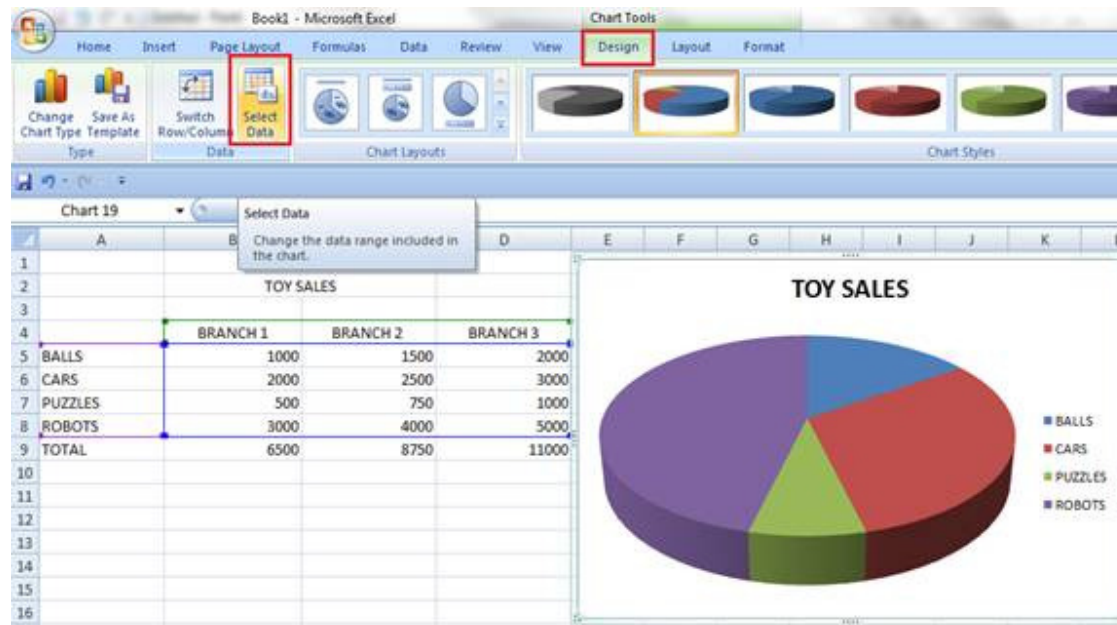 Book1 - Microsoft Excel
Chart Tools
Home Insert Page Layout Formulas Data Review View Design Layout Format
Change Chart Type
Save As Template
Switch Row/Column
Select Data
Type Data Chart Layouts Chart Styles
Chart 19
Select Data
Change the data range included in
the chart.
A B D E F G H I J K
1
2 TOY SALES
3
4 BRANCH 1 BRANCH 2 BRANCH 3
5 BALLS 1000 1500 2000
6 CARS 2000 2500 3000
7 PUZZLES 500 750 1000
8 ROBOTS 3000 4000 5000
9 TOTAL 6500 8750 11000
10
11
12
13
14
15
16
TOY SALES
BALLS
CARS
PUZZLES
ROBOTS